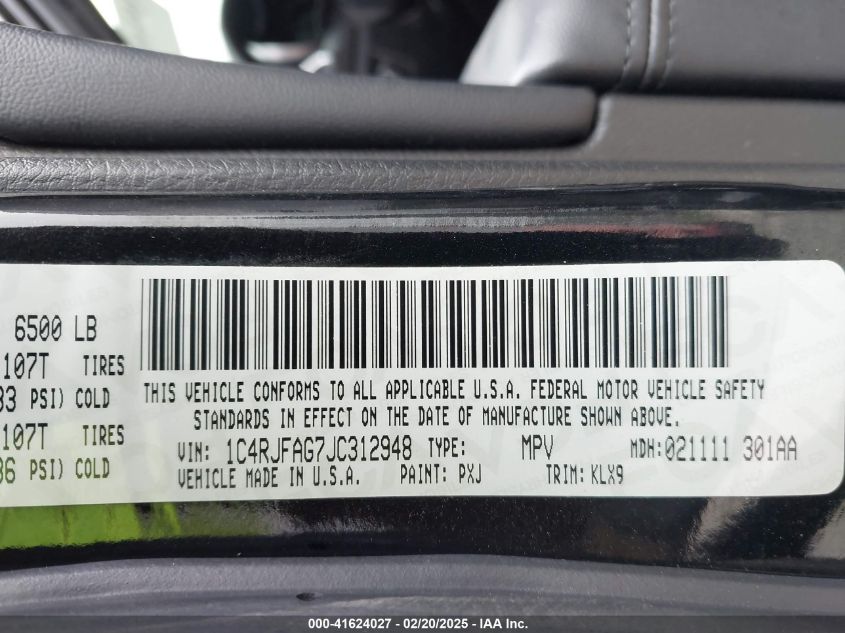 6500 LB
107T TIRES
33 PSI) COLD
107T TIRES
36 PSI) COLD
THIS VEHICLE CONFORMS TO ALL APPLICABLE U.S.A. FEDERAL MOTOR VEHICLE SAFETY
STANDARDS IN EFFECT ON THE DATE OF MANUFACTURE SHOWN ABOVE.
VIN: 1C4RJFAG7JC312948 TYPE: MPV MDH: 021111 301AA
VEHICLE MADE IN U.S.A. PAINT: PXJ TRIM: KLX9
000-41624027 - 02/20/2025 - IAA Inc.